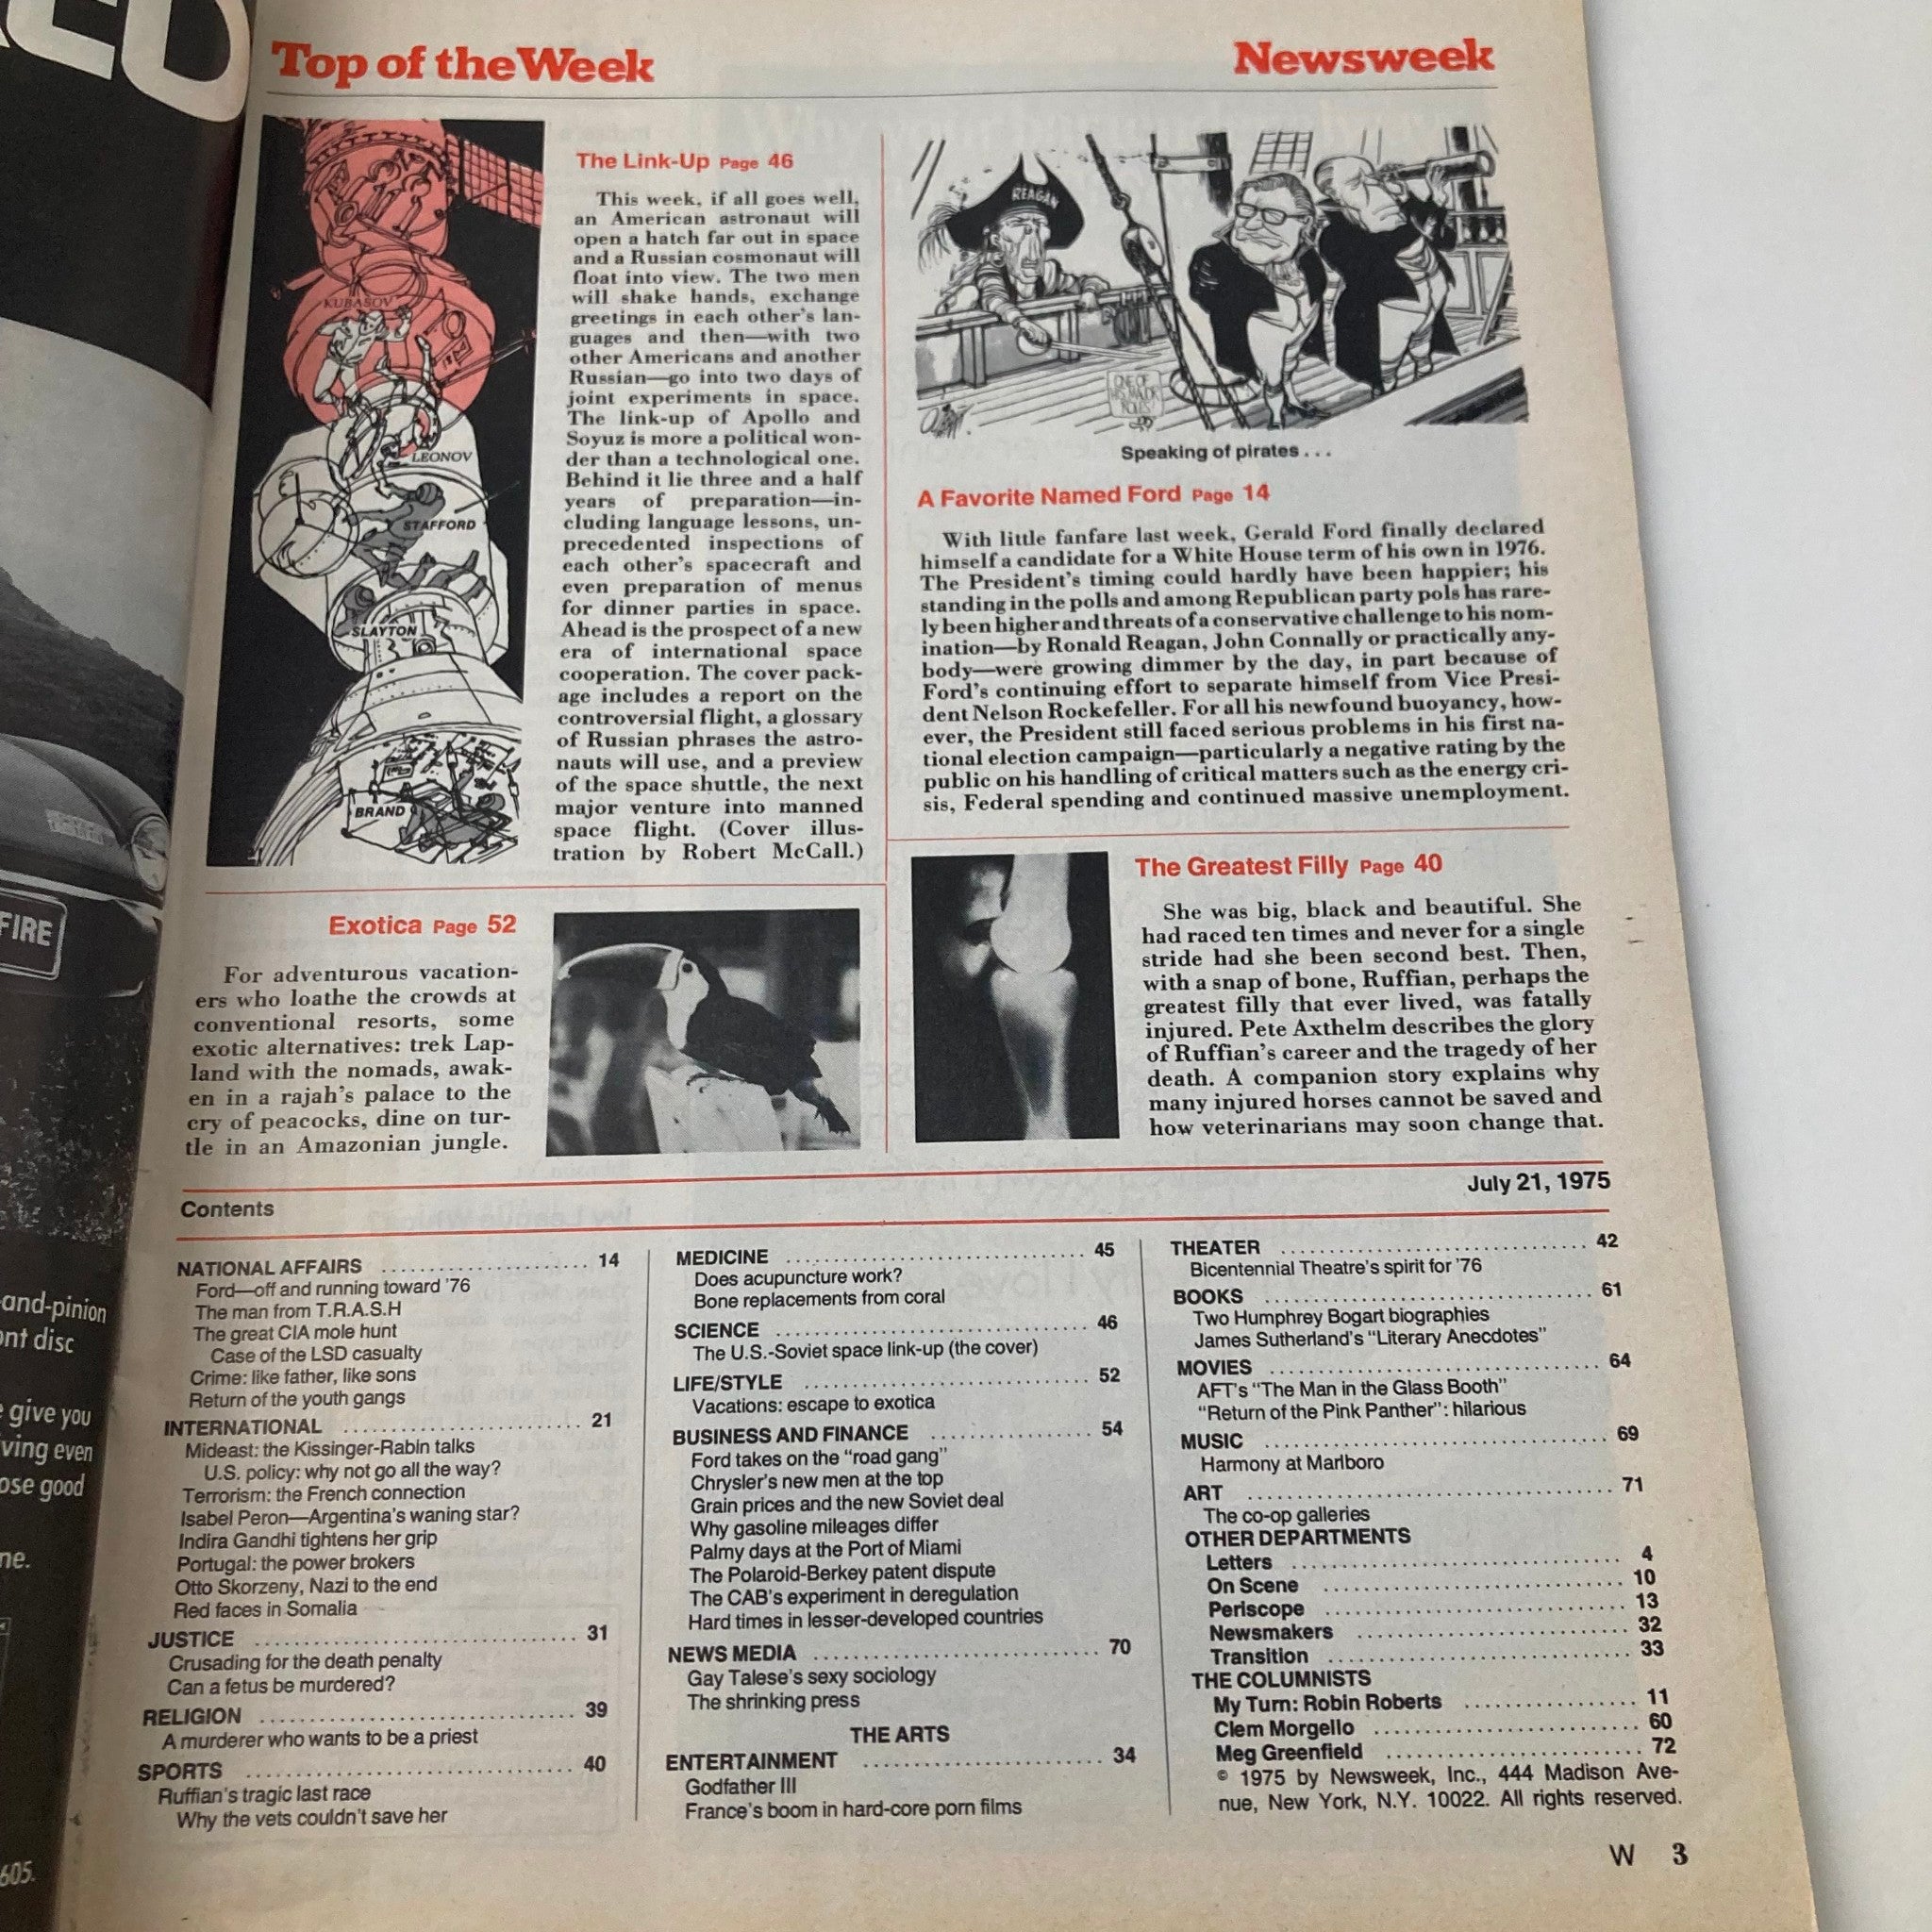 Top of the Week
Newsweek
KUBASOV
LEONOV
STAFFORD
SLAYTON
BRAND
The Link-Up Page 46
This week, if all goes well,
an American astronaut will
open a hatch far out in space
and a Russian cosmonaut will
float into view. The two men
will shake hands, exchange
greetings in each other's lan-
guages and then—with two
other Americans and another
Russian—go into two days of
joint experiments in space.
The link-up of Apollo and
Soyuz is more a political won-
der than a technological one.
Behind it lie three and a half
years of preparation—in-
cluding language lessons, un-
precedented inspections of
each other's spacecraft and
even preparation of menus
for dinner parties in space.
Ahead is the prospect of a new
era of international space
cooperation. The cover pack-
age includes a report on the
controversial flight, a glossary
of Russian phrases the astro-
nauts will use, and a preview
of the space shuttle, the next
major venture into manned
space flight. (Cover illus-
tration by Robert McCall.)
REAGAN
ONE OF
HIS MAJOR
ROLES!
Speaking of pirates . . .
A Favorite Named Ford Page 14
With little fanfare last week, Gerald Ford finally declared
himself a candidate for a White House term of his own in 1976.
The President's timing could hardly have been happier; his
standing in the polls and among Republican party pols has rare-
ly been higher and threats of a conservative challenge to his nom-
ination—by Ronald Reagan, John Connally or practically any-
body—were growing dimmer by the day, in part because of
Ford's continuing effort to separate himself from Vice Presi-
dent Nelson Rockefeller. For all his newfound buoyancy, how-
ever, the President still faced serious problems in his first na-
tional election campaign—particularly a negative rating by the
public on his handling of critical matters such as the energy cri-
sis, Federal spending and continued massive unemployment.
Exotica Page 52
For adventurous vacation-
ers who loathe the crowds at
conventional resorts, some
exotic alternatives: trek Lap-
land with the nomads, awak-
en in a rajah's palace to the
cry of peacocks, dine on tur-
tle in an Amazonian jungle.
The Greatest Filly Page 40
She was big, black and beautiful. She
had raced ten times and never for a single
stride had she been second best. Then,
with a snap of bone, Ruffian, perhaps the
greatest filly that ever lived, was fatally
injured. Pete Axthelm describes the glory
of Ruffian's career and the tragedy of her
death. A companion story explains why
many injured horses cannot be saved and
how veterinarians may soon change that.
July 21, 1975
Contents
NATIONAL AFFAIRS ..................... 14
Ford—off and running toward '76
The man from T.R.A.S.H
The great CIA mole hunt
Case of the LSD casualty
Crime: like father, like sons
Return of the youth gangs
INTERNATIONAL ........................ 21
Mideast: the Kissinger-Rabin talks
U.S. policy: why not go all the way?
Terrorism: the French connection
Isabel Peron—Argentina's waning star?
Indira Gandhi tightens her grip
Portugal: the power brokers
Otto Skorzeny, Nazi to the end
Red faces in Somalia
JUSTICE ................................ 31
Crusading for the death penalty
Can a fetus be murdered?
RELIGION ............................... 39
A murderer who wants to be a priest
SPORTS ................................. 40
Ruffian's tragic last race
Why the vets couldn't save her
MEDICINE .............................. 45
Does acupuncture work?
Bone replacements from coral
SCIENCE ............................... 46
The U.S.-Soviet space link-up (the cover)
LIFE/STYLE ............................ 52
Vacations: escape to exotica
BUSINESS AND FINANCE ................ 54
Ford takes on the "road gang"
Chrysler's new men at the top
Grain prices and the new Soviet deal
Why gasoline mileages differ
Palmy days at the Port of Miami
The Polaroid-Berkey patent dispute
The CAB's experiment in deregulation
Hard times in lesser-developed countries
NEWS MEDIA ............................ 70
Gay Talese's sexy sociology
The shrinking press
THE ARTS
ENTERTAINMENT ........................ 34
Godfather III
France's boom in hard-core porn films
THEATER ............................... 42
Bicentennial Theatre's spirit for '76
BOOKS ................................. 61
Two Humphrey Bogart biographies
James Sutherland's "Literary Anecdotes"
MOVIES ................................ 64
AFT's "The Man in the Glass Booth"
"Return of the Pink Panther": hilarious
MUSIC ................................. 69
Harmony at Marlboro
ART ................................... 71
The co-op galleries
OTHER DEPARTMENTS
Letters ................................ 4
On Scene .............................. 10
Periscope ............................. 13
Newsmakers ............................ 32
Transition ............................. 33
THE COLUMNISTS
My Turn: Robin Roberts ................ 11
Clem Morgello ......................... 60
Meg Greenfield ........................ 72
© 1975 by Newsweek, Inc., 444 Madison Ave-
nue, New York, N.Y. 10022. All rights reserved.
W 3
FIRE
-and-pinion
disc
give you
even
good
605.